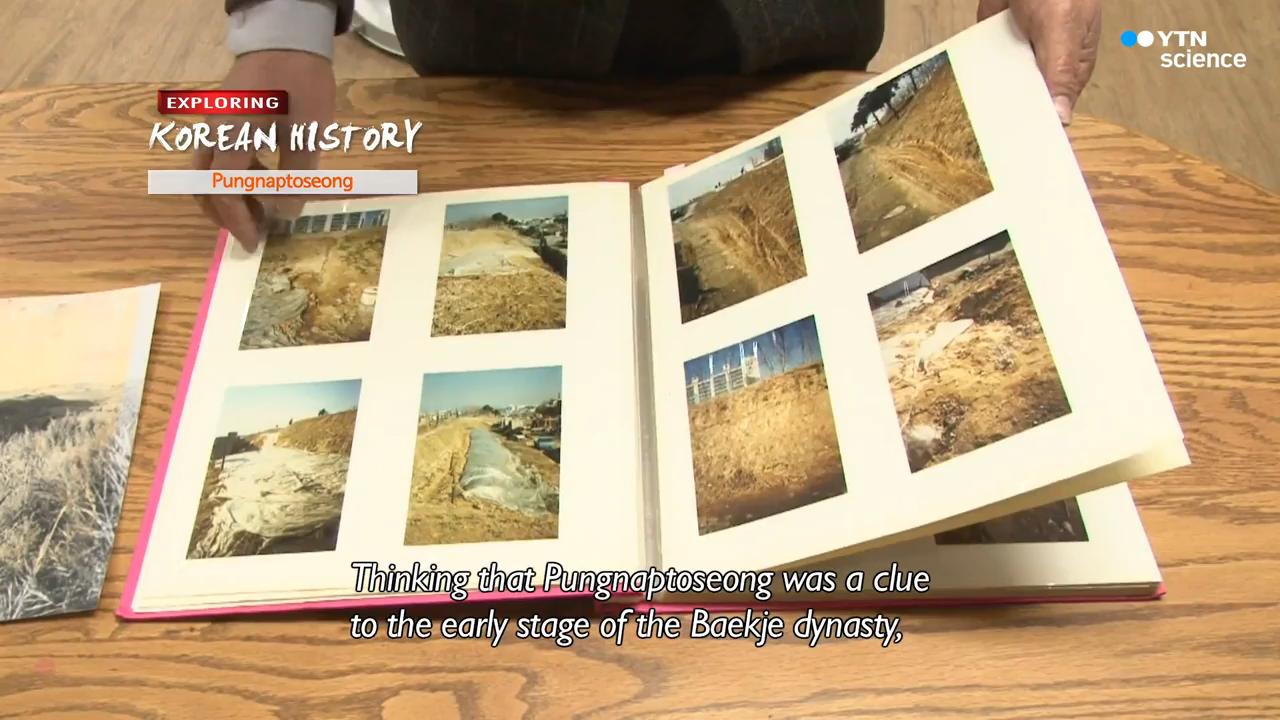 YTN
science
EXPLORING
KOREAN HISTORY
Pungnaptoseong
Thinking that Pungnaptoseong was a clue
to the early stage of the Baekje dynasty,